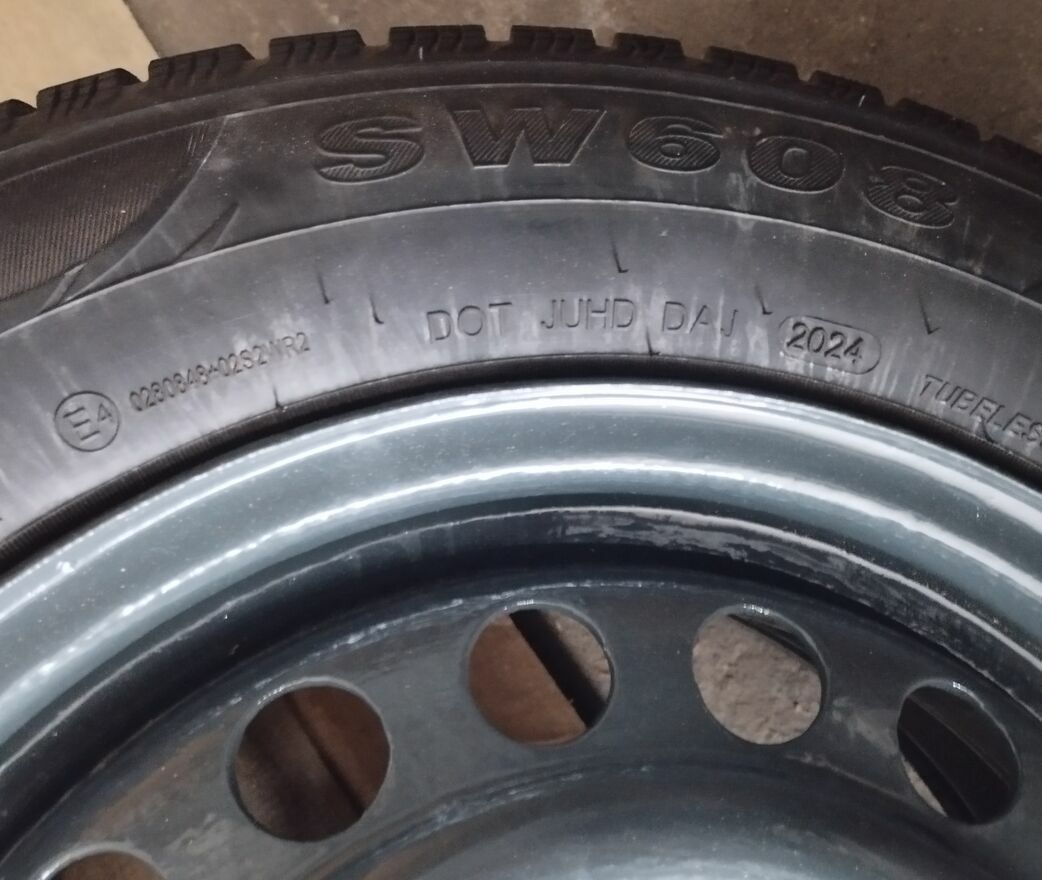 SW608
DOT JUHD DAJ 2024
E4 0280848*02S2WR2
TUBELES